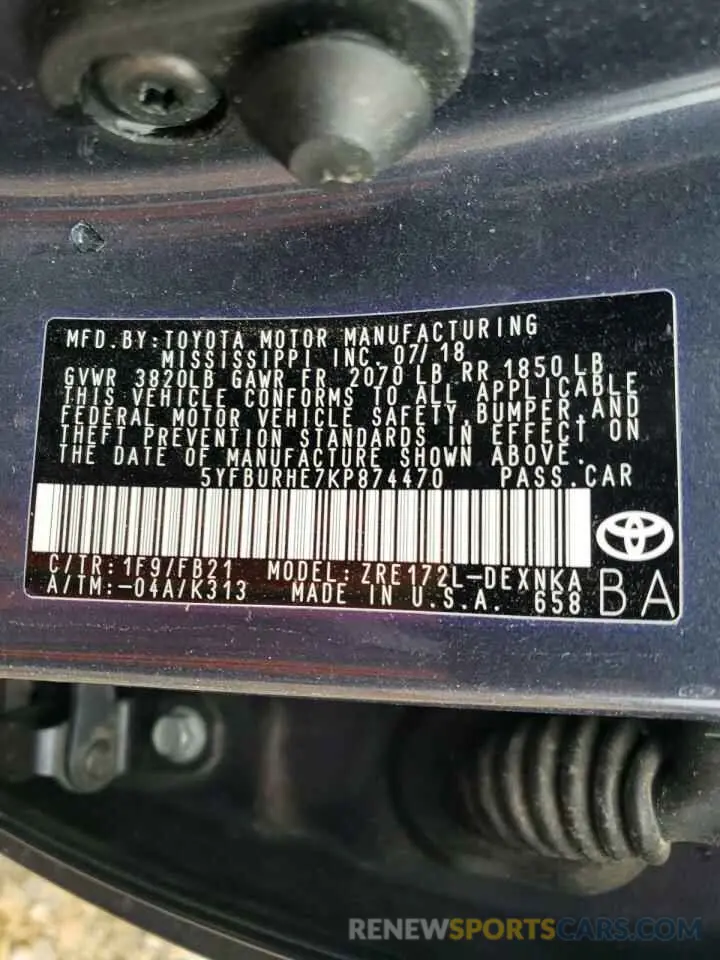 MFD.BY:TOYOTA MOTOR MANUFACTURING
MISSISSIPPI INC. 07/18
GVWR 3820LB GAWR FR 2070 LB RR 1850 LB
THIS VEHICLE CONFORMS TO ALL APPLICABLE
FEDERAL MOTOR VEHICLE SAFETY,BUMPER,AND
THEFT PREVENTION STANDARDS IN EFFECT ON
THE DATE OF MANUFACTURE SHOWN ABOVE.
5YFBURHE7KP874470 PASS.CAR
C/TR:1F9/FB21 MODEL:ZRE172L-DEXNKA
A/TM:-04A/K313 MADE IN U.S.A. 658
BA
RENEWSPORTSCARS.COM